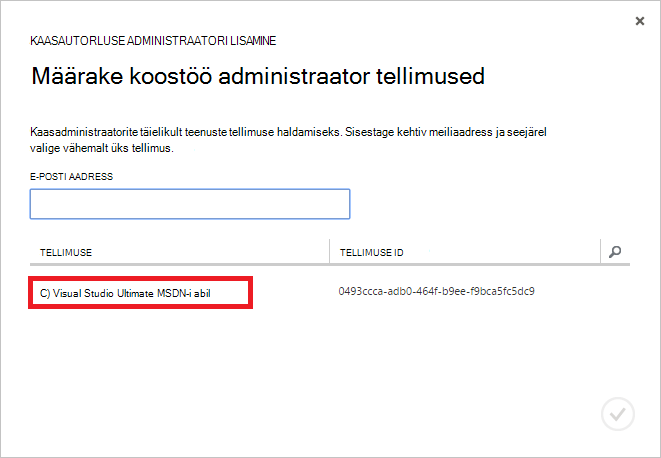 KAASAUTORLUSE ADMINISTRAATORI LISAMINE
Määrake koostöö administraator tellimused
Kaasadministraatorite täielikult teenuste tellimuse haldamiseks. Sisestage kehtiv meiliaadress ja seejärel
valige vähemalt üks tellimus.
E-POSTI AADRESS
TELLIMUSE TELLIMUSE ID
C) Visual Studio Ultimate MSDN-i abil 0493ccca-adb0-464f-b9ee-f9bca5fc5dc9